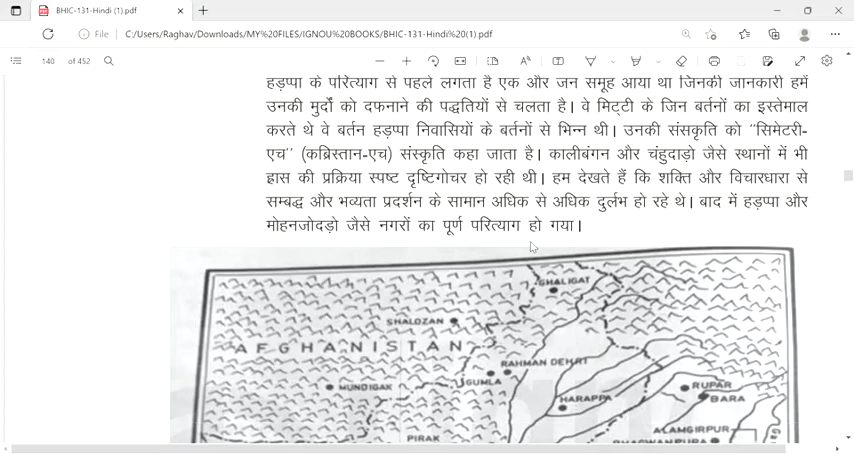 BHIC-131-Hindi (1).pdf
File
C:/Users/Raghav/Downloads/MY%20FILES/IGNOU%20BOOKS/BHIC-131-Hindi%20(1).pdf
140 of 452
हड़प्पा के परित्याग से पहले लगता है एक और जन समूह आया था जिनकी जानकारी हमें
उनकी मुर्दों को दफनाने की पद्धतियों से चलता है। वे मिट्टी के जिन बर्तनों का इस्तेमाल
करते थे वे बर्तन हड़प्पा निवासियों के बर्तनों से भिन्न थी। उनकी संसकृति को "सिमेटरी-
एच" (कब्रिस्तान-एच) संस्कृति कहा जाता है। कालीबंगन और चंहुदाड़ो जैसे स्थानों में भी
ह्रास की प्रक्रिया स्पष्ट दृष्टिगोचर हो रही थी। हम देखते हैं कि शक्ति और विचारधारा से
सम्बद्ध और भव्यता प्रदर्शन के सामान अधिक से अधिक दुर्लभ हो रहे थे। बाद में हड़प्पा और
मोहनजोदड़ो जैसे नगरों का पूर्ण परित्याग हो गया।
GHALIGAT
SHALOZAN
AFGHANISTAN
RAHMAN DEHRI
MUNDIGAK
GUMLA
RUPAR
HARAPPA
BARA
ALAMGIRPUR
PIRAK
BHAGWANPURA